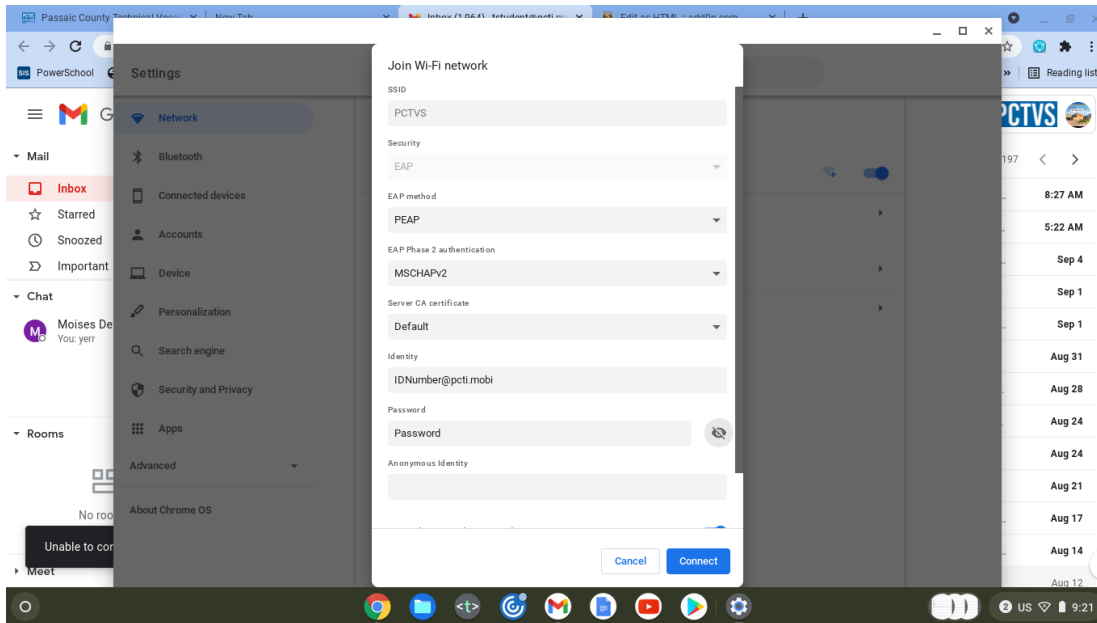 Passaic County Technical Voca
New Tab
Inbox (1,964) - tstudent@pcti.m
Edit as HTML :: add0n.com
PowerSchool
Reading list
Settings
G
PCTVS
Network
Bluetooth
Connected devices
Accounts
Device
Personalization
Search engine
Security and Privacy
Apps
Advanced
About Chrome OS
Mail
Inbox
Starred
Snoozed
Important
Chat
Moises De
You: yerr
Rooms
No roo
Unable to con
Meet
Join Wi-Fi network
SSID
PCTVS
Security
EAP
EAP method
PEAP
EAP Phase 2 authentication
MSCHAPv2
Server CA certificate
Default
Identity
IDNumber@pcti.mobi
Password
Password
Anonymous Identity
Cancel
Connect
197
8:27 AM
5:22 AM
Sep 4
Sep 1
Sep 1
Aug 31
Aug 28
Aug 24
Aug 24
Aug 21
Aug 17
Aug 14
Aug 12
2 US 9:21